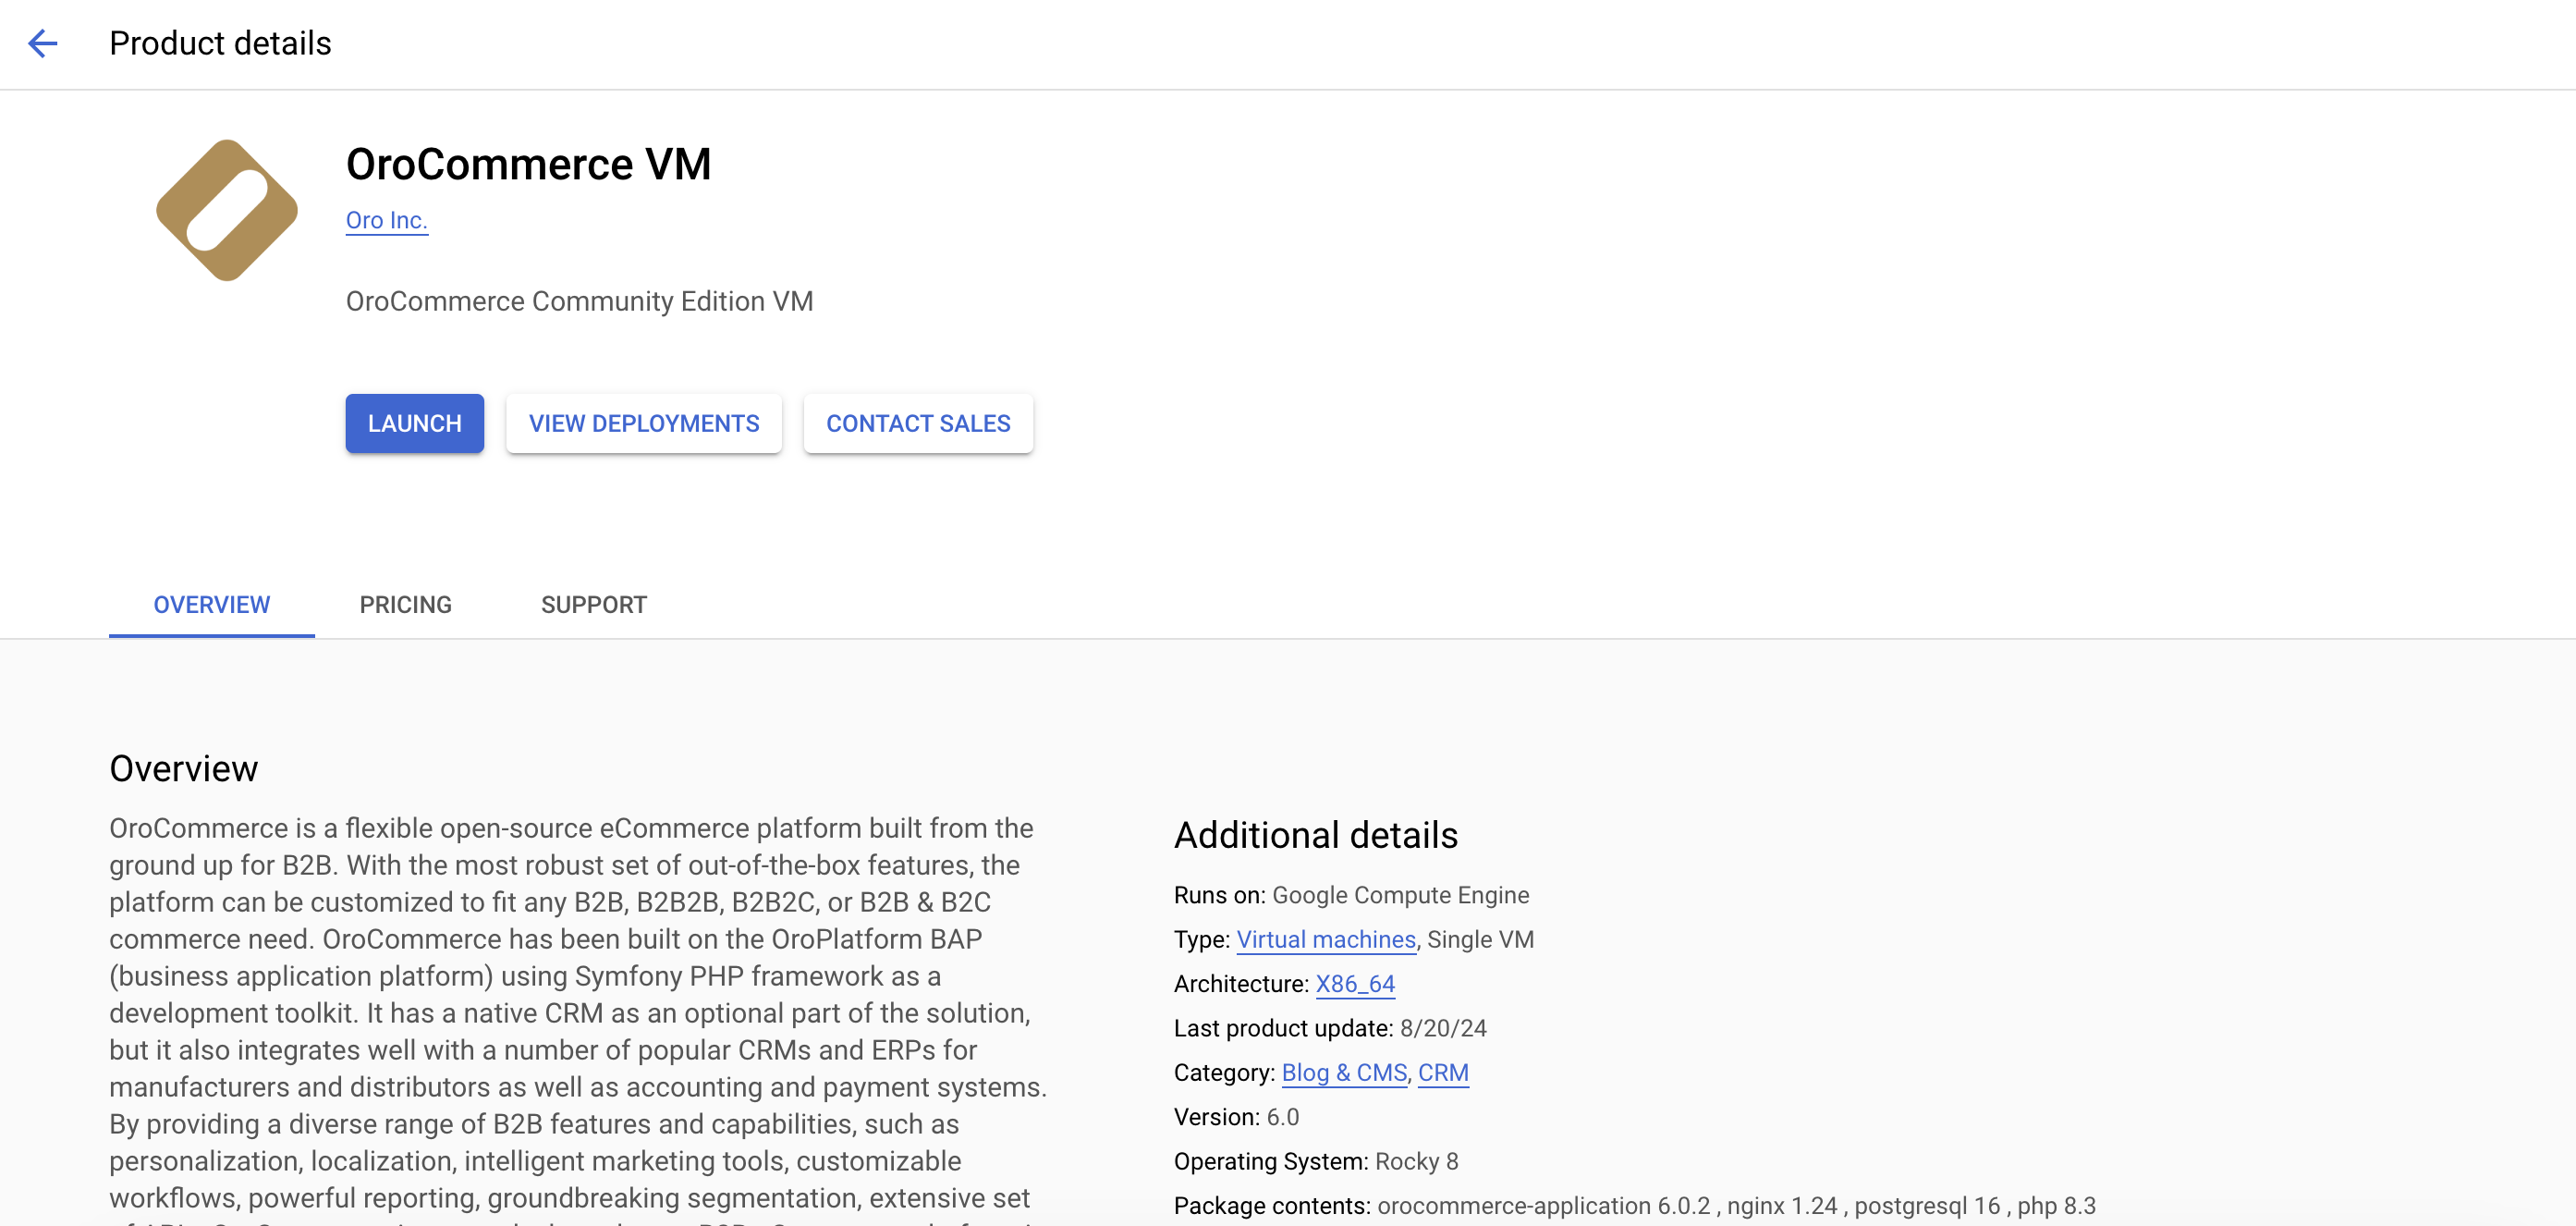 Product details
OroCommerce VM
Oro Inc.
OroCommerce Community Edition VM
LAUNCH
VIEW DEPLOYMENTS
CONTACT SALES
OVERVIEW
PRICING
SUPPORT
Overview
OroCommerce is a flexible open-source eCommerce platform built from the
ground up for B2B. With the most robust set of out-of-the-box features, the
platform can be customized to fit any B2B, B2B2B, B2B2C, or B2B & B2C
commerce need. OroCommerce has been built on the OroPlatform BAP
(business application platform) using Symfony PHP framework as a
development toolkit. It has a native CRM as an optional part of the solution,
but it also integrates well with a number of popular CRMs and ERPs for
manufacturers and distributors as well as accounting and payment systems.
By providing a diverse range of B2B features and capabilities, such as
personalization, localization, intelligent marketing tools, customizable
workflows, powerful reporting, groundbreaking segmentation, extensive set
Additional details
Runs on: Google Compute Engine
Type: Virtual machines, Single VM
Architecture: X86_64
Last product update: 8/20/24
Category: Blog & CMS, CRM
Version: 6.0
Operating System: Rocky 8
Package contents: orocommerce-application 6.0.2 , nginx 1.24 , postgresql 16 , php 8.3